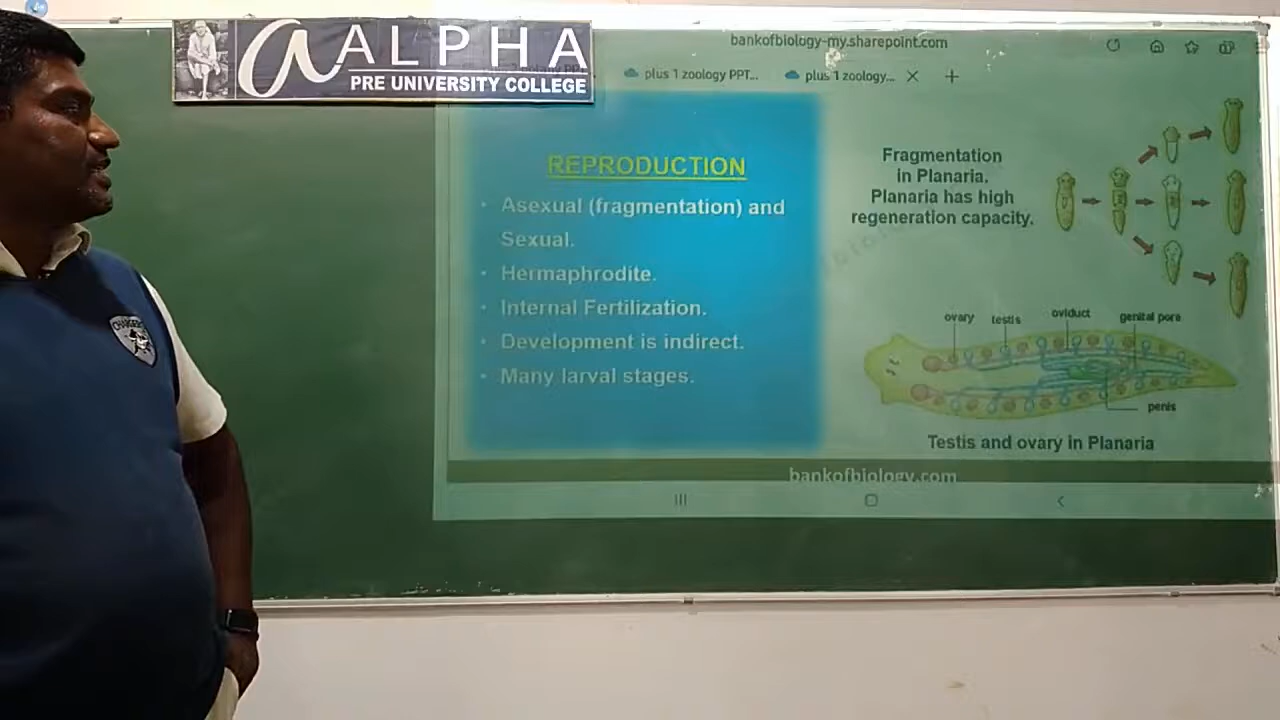 ALPHA
PRE UNIVERSITY COLLEGE
bankofbiology-my.sharepoint.com
plus 1 zoology PPT...
plus 1 zoology...
REPRODUCTION
• Asexual (fragmentation) and
Sexual.
• Hermaphrodite.
• Internal Fertilization.
• Development is indirect.
• Many larval stages.
Fragmentation
in Planaria.
Planaria has high
regeneration capacity.
ovary
testis
oviduct
genital pore
penis
Testis and ovary in Planaria
bankofbiology.com